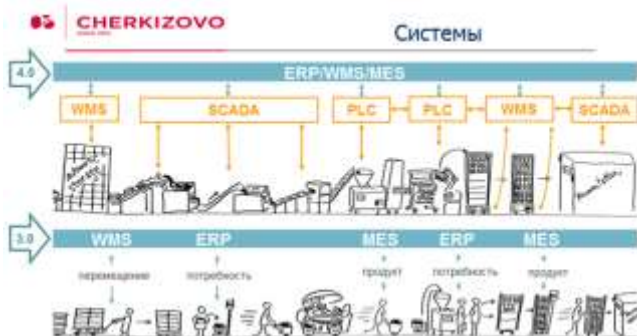 CHERKIZOVO
Системы
4.0
ERP/WMS/MES
WMS
SCADA
PLC
PLC
WMS
SCADA
3.0
WMS
ERP
MES
ERP
MES
перемещение
потребность
продукт
потребность
продукт